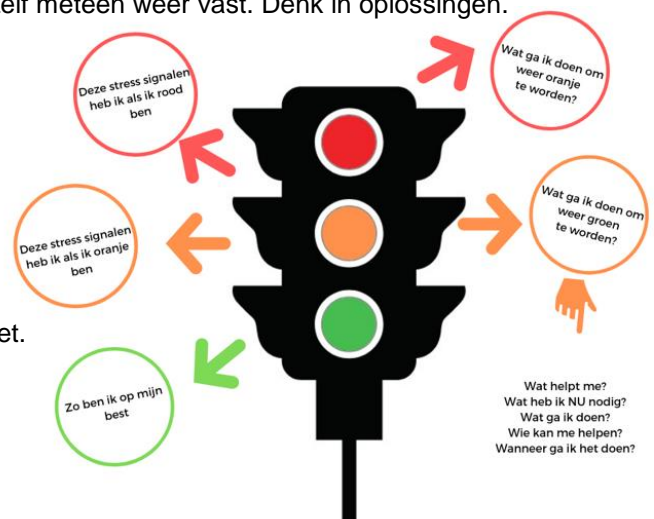 elf meteen weer vast. Denk in oplossingen.
Deze stress signalen
heb ik als ik rood
ben
Wat ga ik doen om
weer oranje
te worden?
Deze stress signalen
heb ik als ik oranje
ben
Wat ga ik doen om
weer groen
te worden?
et.
Zo ben ik op mijn
best
Wat helpt me?
Wat heb ik NU nodig?
Wat ga ik doen?
Wie kan me helpen?
Wanneer ga ik het doen?